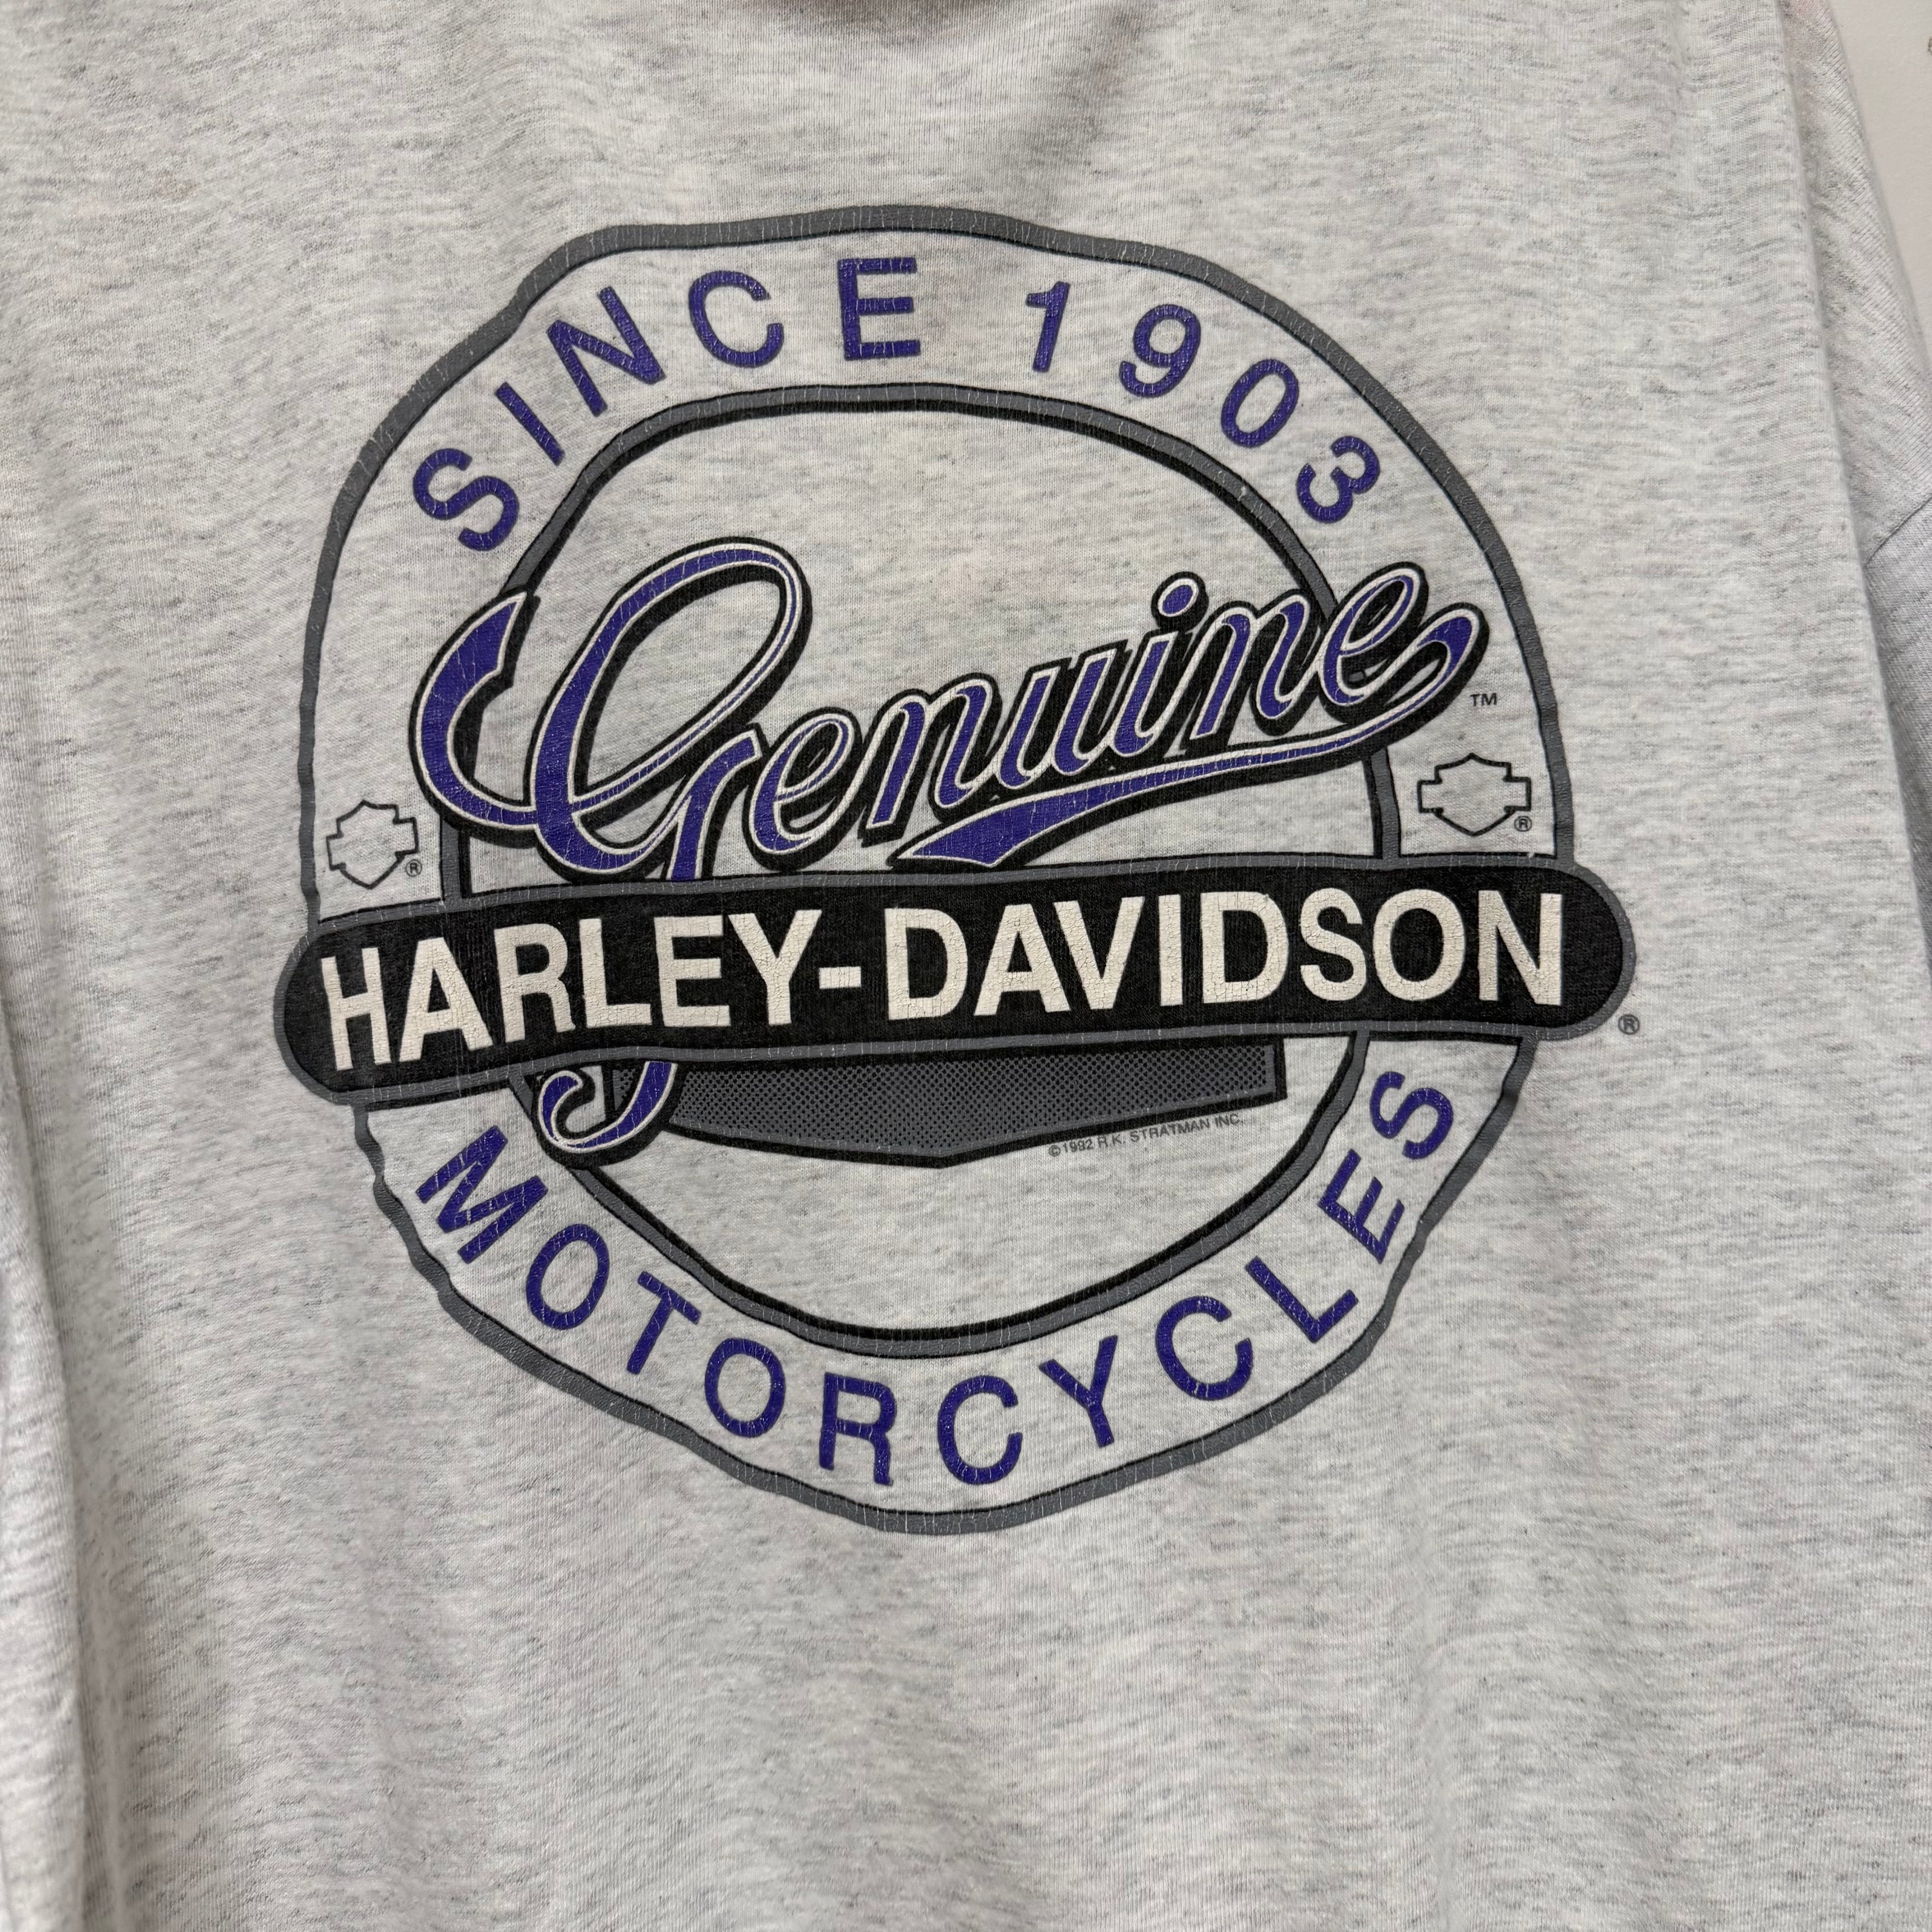 SINCE 1903
Genuine ™
®
®
HARLEY-DAVIDSON ®
©1992 R.K. STRATMAN INC.
MOTORCYCLES